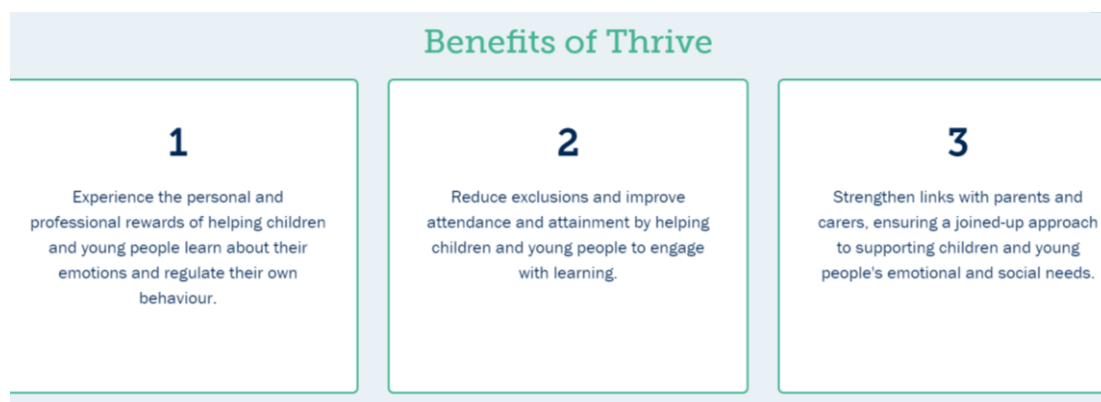 Benefits of Thrive
1
Experience the personal and
professional rewards of helping children
and young people learn about their
emotions and regulate their own
behaviour.
2
Reduce exclusions and improve
attendance and attainment by helping
children and young people to engage
with learning.
3
Strengthen links with parents and
carers, ensuring a joined-up approach
to supporting children and young
people's emotional and social needs.